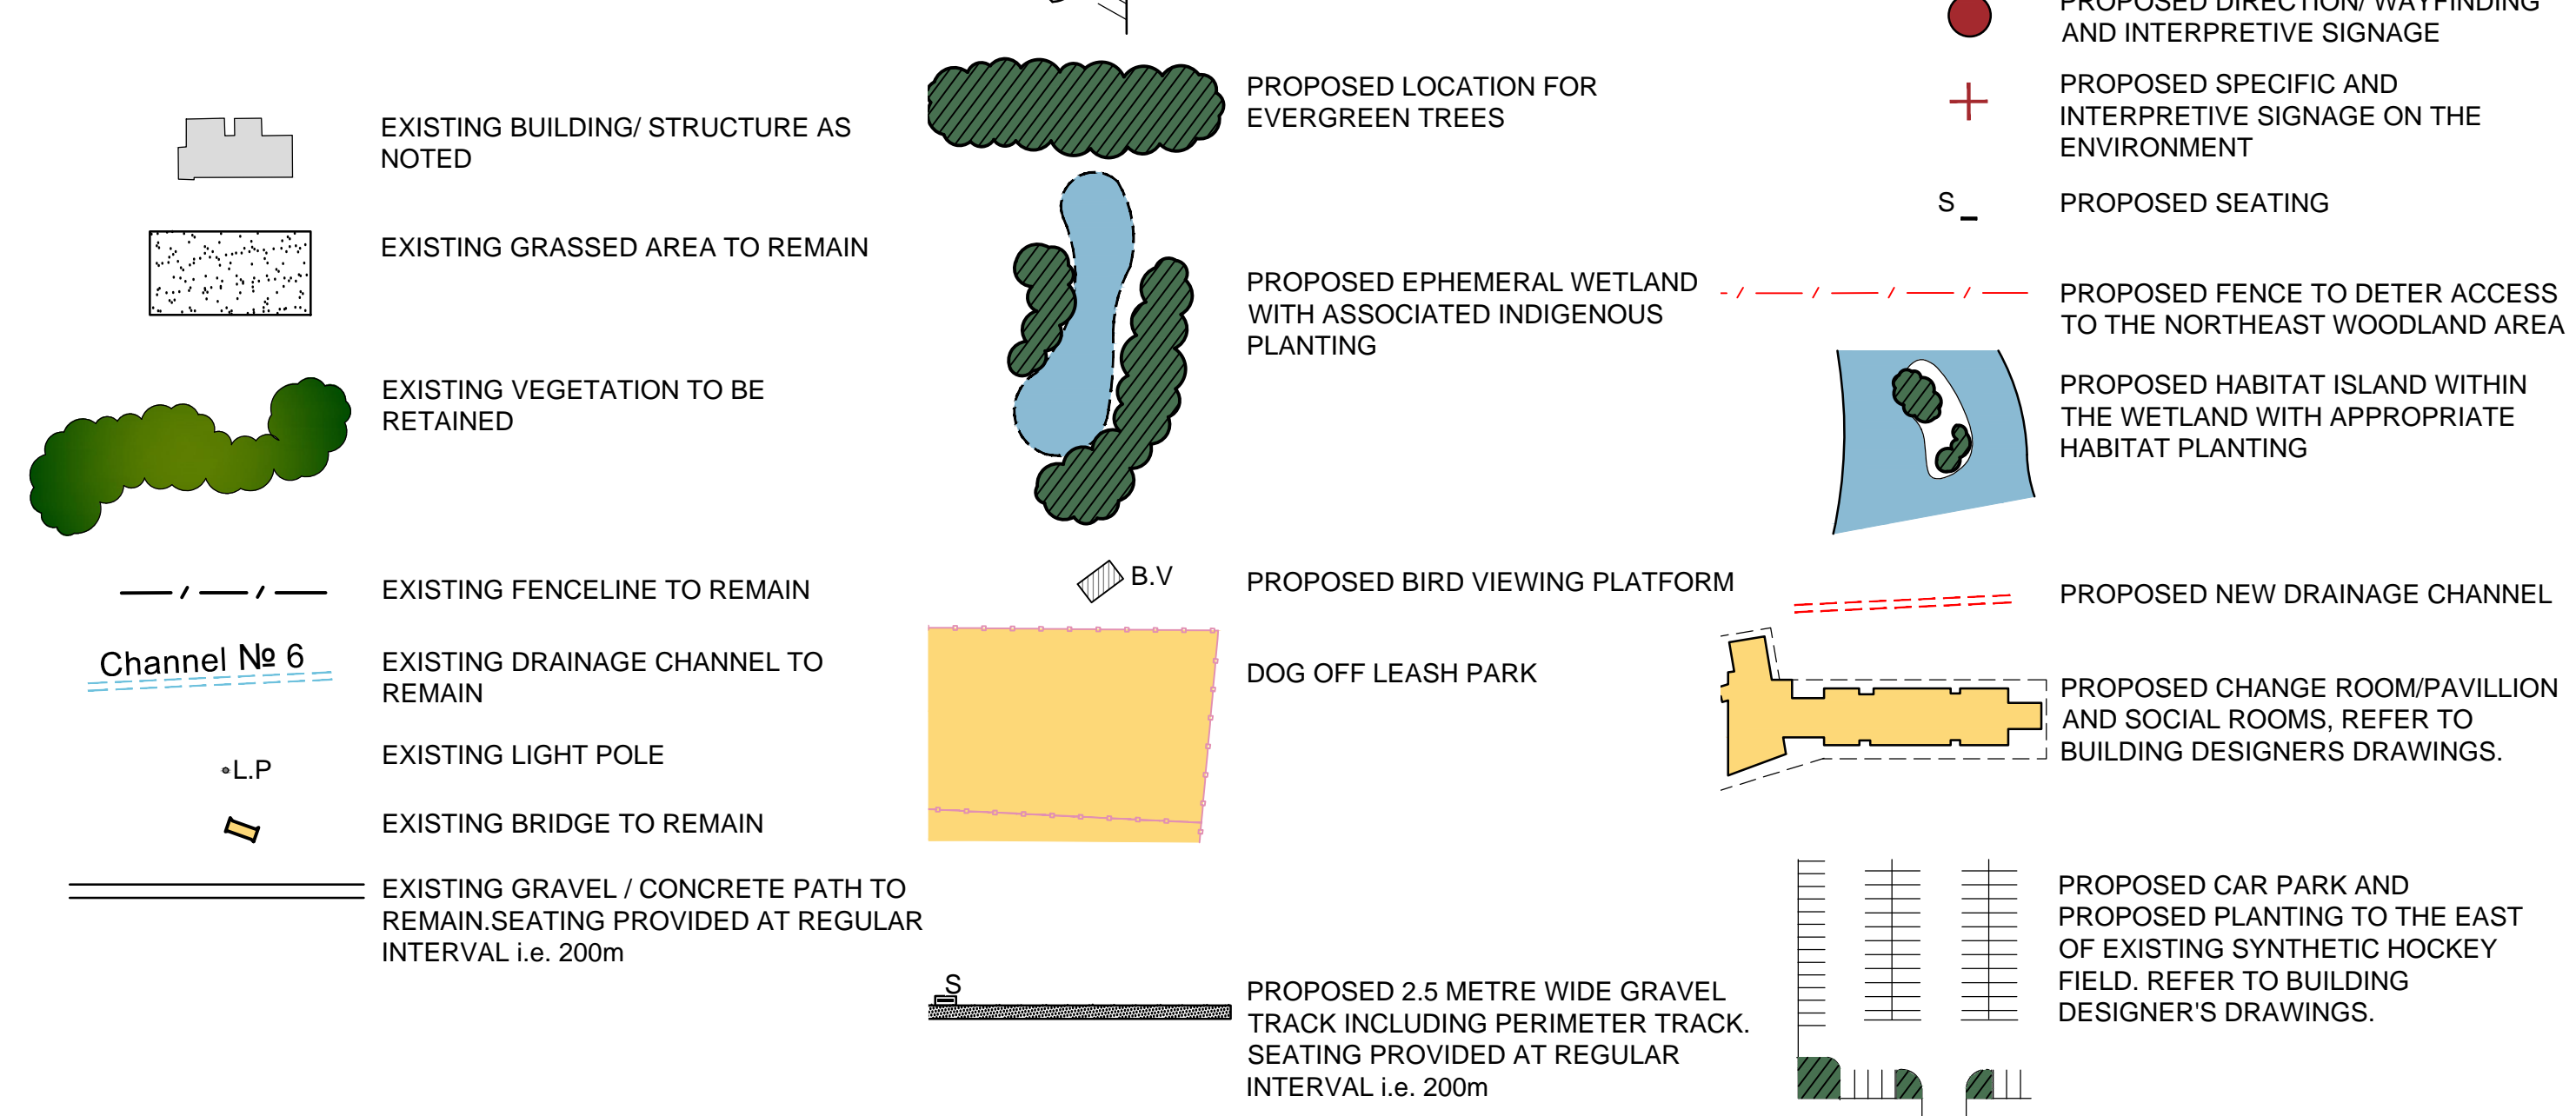 EXISTING BUILDING/ STRUCTURE AS
NOTED
EXISTING GRASSED AREA TO REMAIN
EXISTING VEGETATION TO BE
RETAINED
EXISTING FENCELINE TO REMAIN
Channel № 6
EXISTING DRAINAGE CHANNEL TO
REMAIN
L.P
EXISTING LIGHT POLE
EXISTING BRIDGE TO REMAIN
EXISTING GRAVEL / CONCRETE PATH TO
REMAIN.SEATING PROVIDED AT REGULAR
INTERVAL i.e. 200m
PROPOSED LOCATION FOR
EVERGREEN TREES
PROPOSED EPHEMERAL WETLAND
WITH ASSOCIATED INDIGENOUS
PLANTING
B.V
PROPOSED BIRD VIEWING PLATFORM
DOG OFF LEASH PARK
S
PROPOSED 2.5 METRE WIDE GRAVEL
TRACK INCLUDING PERIMETER TRACK.
SEATING PROVIDED AT REGULAR
INTERVAL i.e. 200m
PROPOSED DIRECTION/ WAYFINDING
AND INTERPRETIVE SIGNAGE
PROPOSED SPECIFIC AND
INTERPRETIVE SIGNAGE ON THE
ENVIRONMENT
S
PROPOSED SEATING
PROPOSED FENCE TO DETER ACCESS
TO THE NORTHEAST WOODLAND AREA
PROPOSED HABITAT ISLAND WITHIN
THE WETLAND WITH APPROPRIATE
HABITAT PLANTING
PROPOSED NEW DRAINAGE CHANNEL
PROPOSED CHANGE ROOM/PAVILLION
AND SOCIAL ROOMS, REFER TO
BUILDING DESIGNERS DRAWINGS.
PROPOSED CAR PARK AND
PROPOSED PLANTING TO THE EAST
OF EXISTING SYNTHETIC HOCKEY
FIELD. REFER TO BUILDING
DESIGNER'S DRAWINGS.